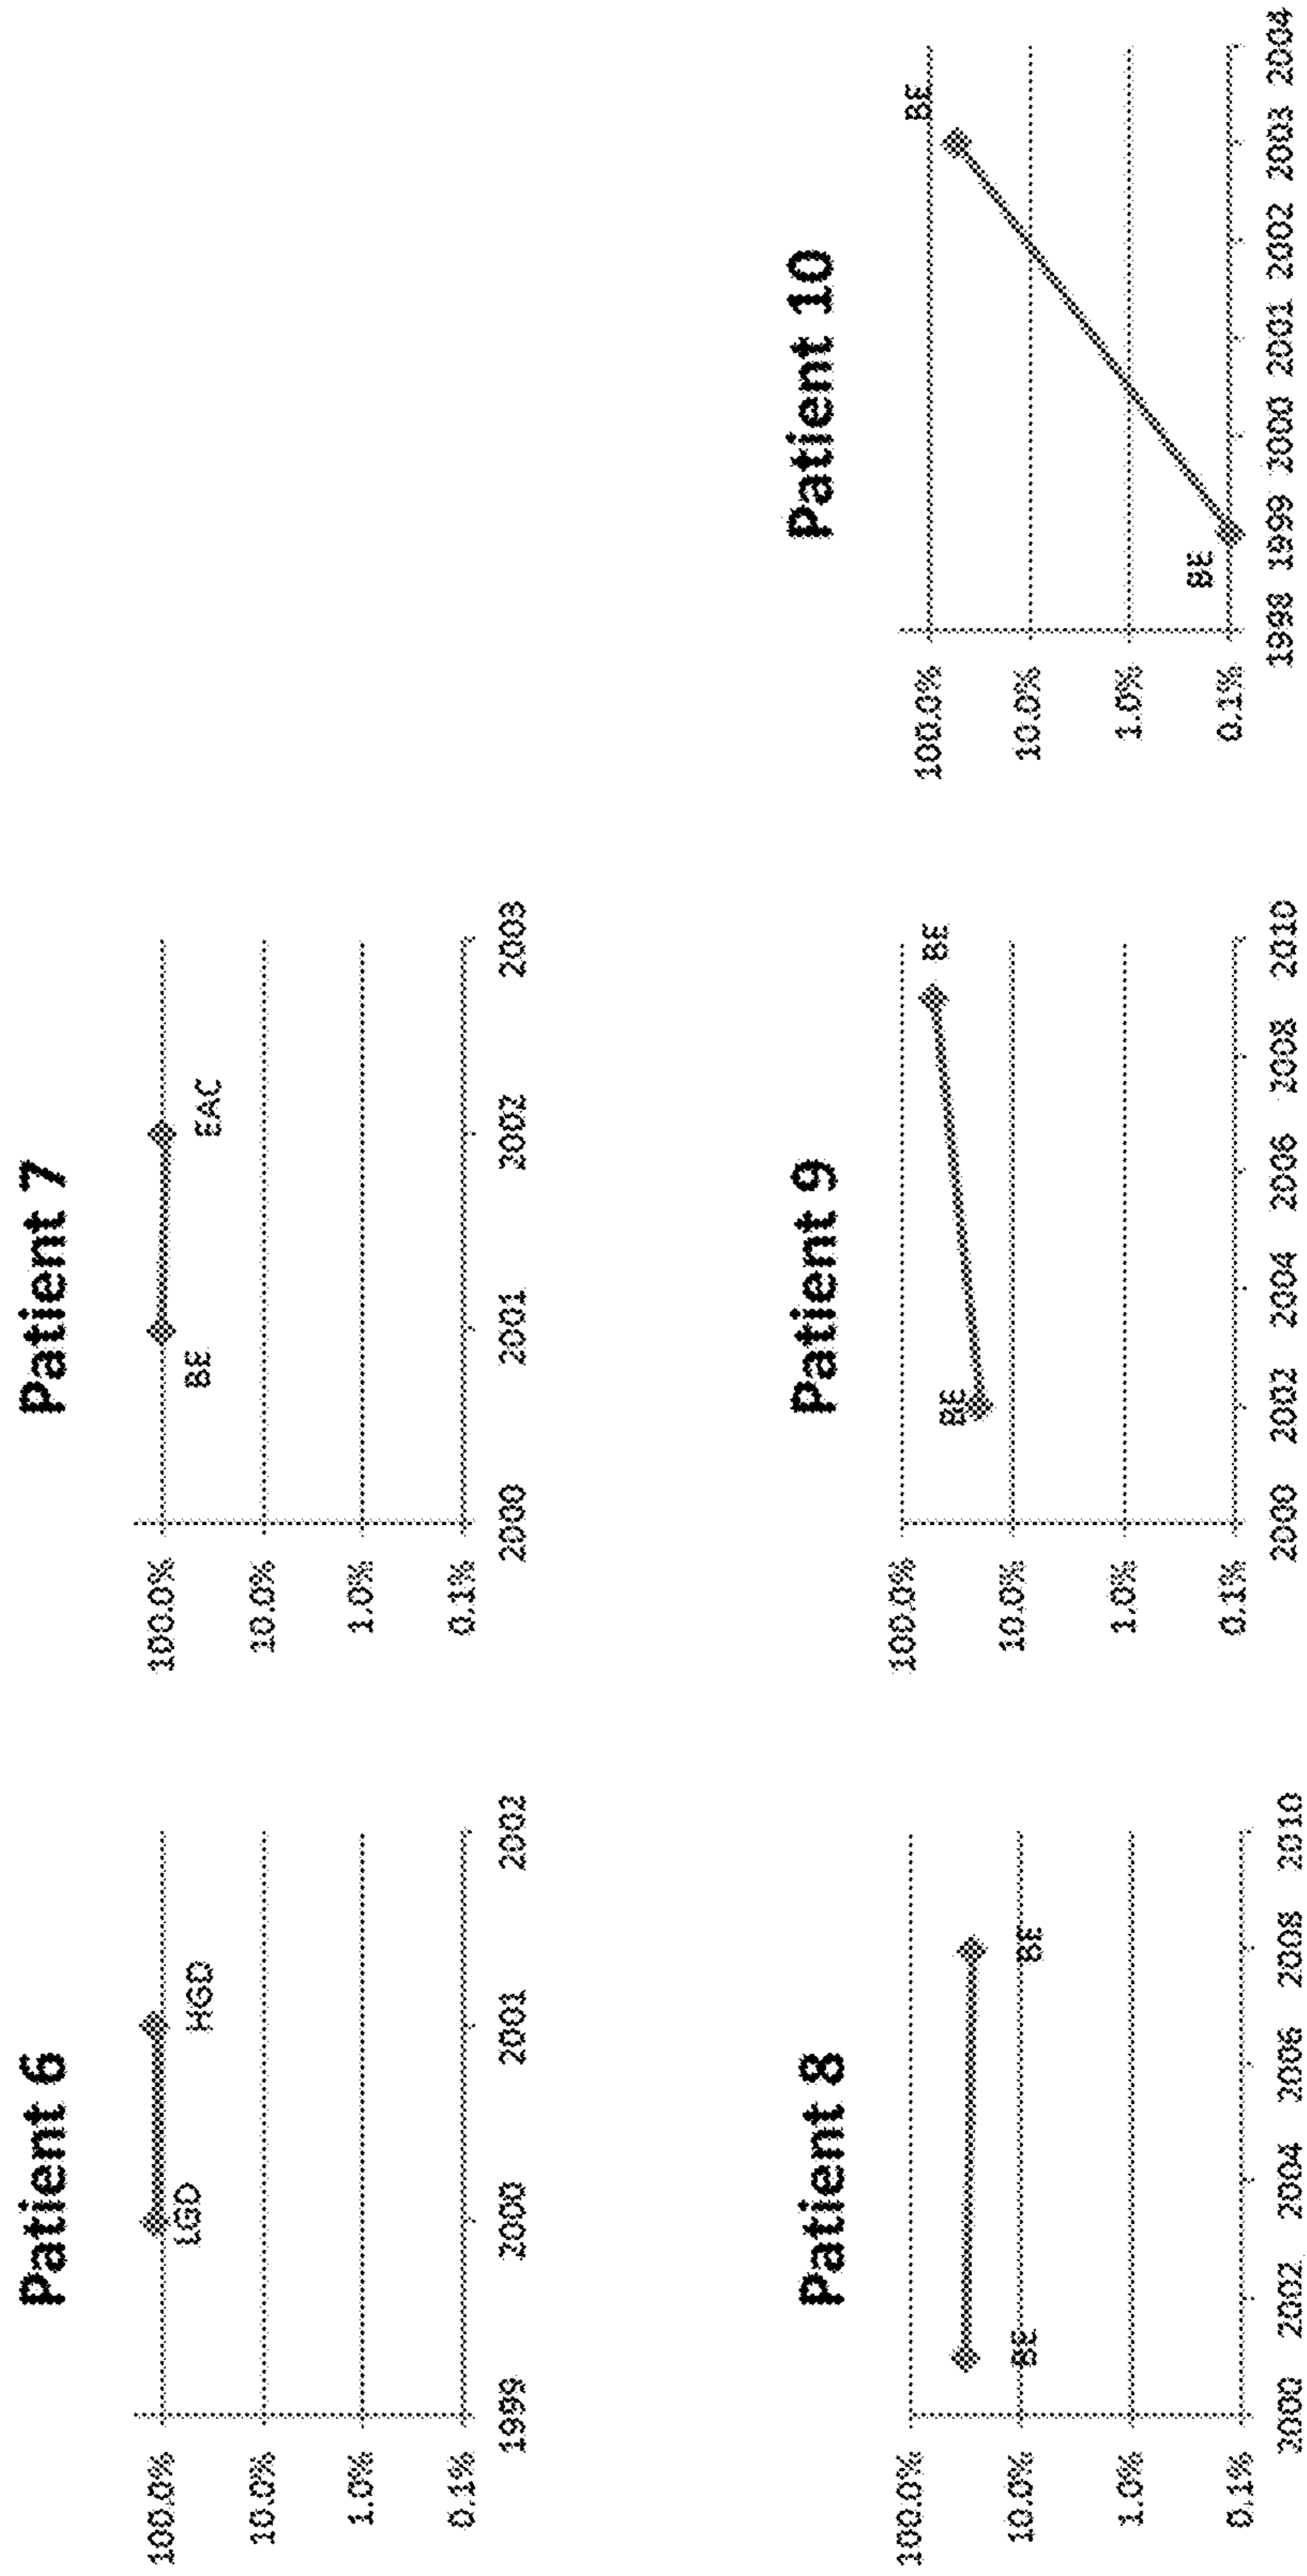 Patient 6
100.0%
10.0%
1.0%
0.1%
LGD
HGD
1999 2000 2001 2002
Patient 7
100.0%
10.0%
1.0%
0.1%
BE
EAC
2000 2001 2002 2003
Patient 8
100.0%
10.0%
1.0%
0.1%
BE
BE
2000 2002 2004 2006 2008 2010
Patient 9
100.0%
10.0%
1.0%
0.1%
BE
BE
2000 2002 2004 2006 2008 2010
Patient 10
100.0%
10.0%
1.0%
0.1%
BE
BE
1998 1999 2000 2001 2002 2003 2004